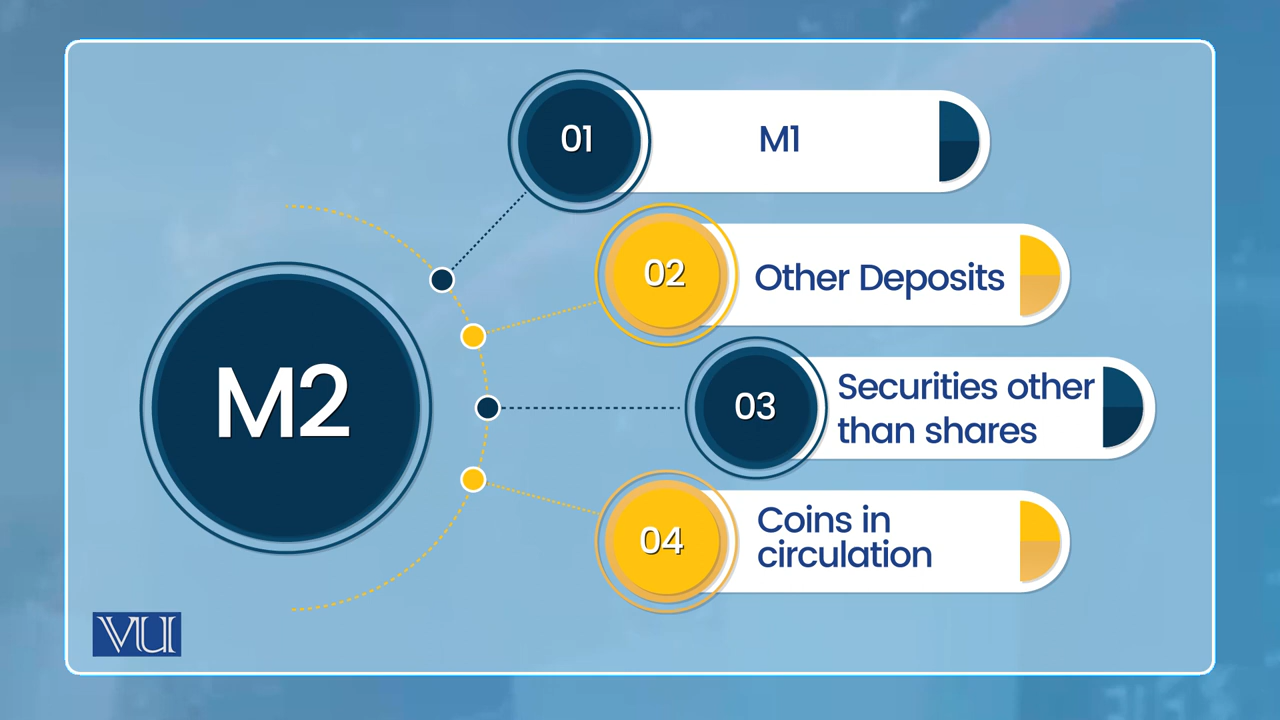 M2
01
M1
02
Other Deposits
03
Securities other
than shares
04
Coins in
circulation
VU